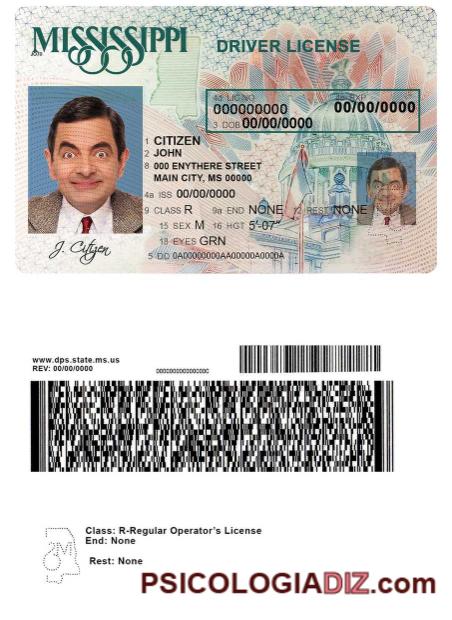 MISSISSIPPI
DRIVER LICENSE
4d LIC NO 4b EXP
000000000 00/00/0000
3 DOB 00/00/0000
1 CITIZEN
2 JOHN
8 000 ENYTHERE STREET
MAIN CITY, MS 00000
4a ISS 00/00/0000
9 CLASS R 9a END NONE 12 REST NONE
15 SEX M 16 HGT 5'-07"
18 EYES GRN
5 DD 0A00000000AA00000A0000A
J. Citizen
www.dps.state.ms.us
REV: 00/00/0000
Class: R-Regular Operator's License
End: None
Rest: None
PSICOLOGIADIZ.com